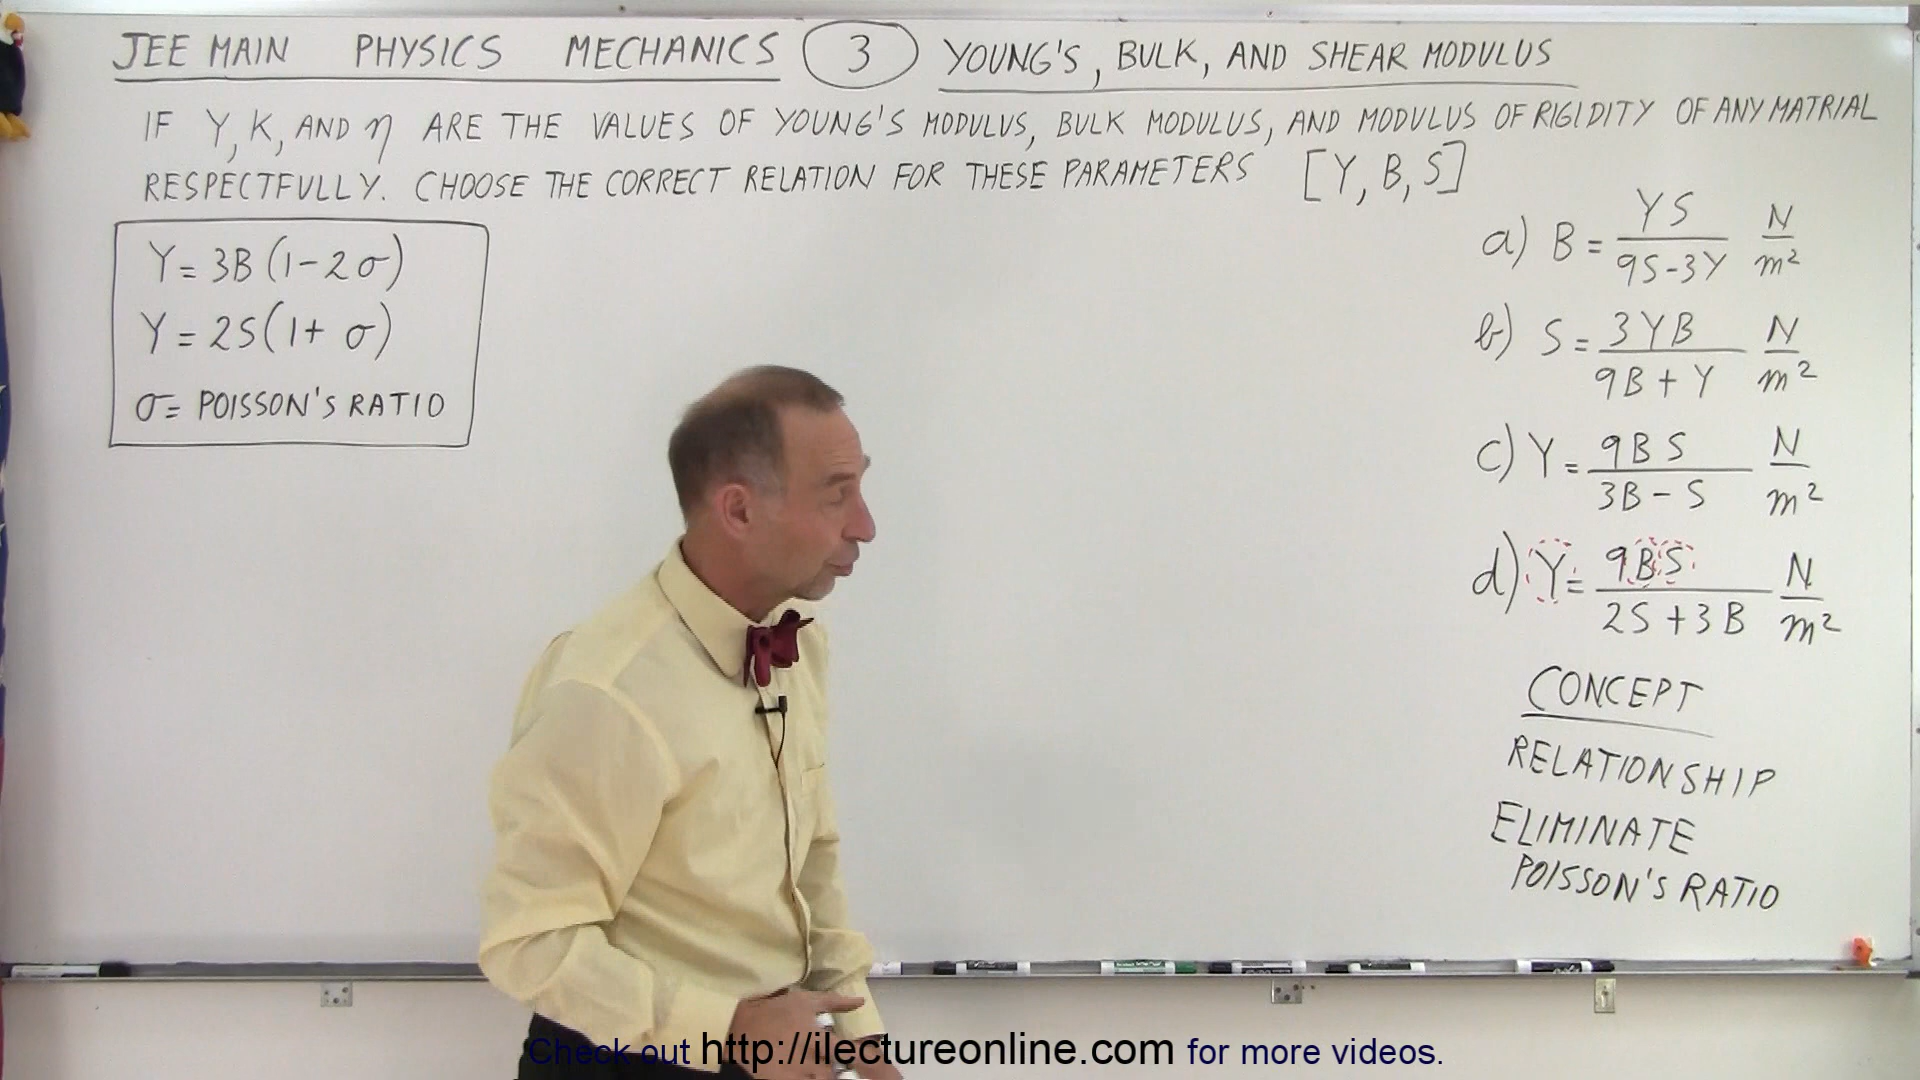 JEE MAIN PHYSICS MECHANICS 3 YOUNG'S, BULK, AND SHEAR MODULUS
IF Y, K, AND η ARE THE VALUES OF YOUNG'S MODULUS, BULK MODULUS, AND MODULUS OF RIGIDITY OF ANY MATRIAL
RESPECTFULLY. CHOOSE THE CORRECT RELATION FOR THESE PARAMETERS [Y, B, S]
Y = 3B (1-2σ)
Y = 2S(1+ σ)
σ = POISSON'S RATIO
a) B = YS / 9S-3Y N/m²
b) S = 3YB / 9B + Y N/m²
c) Y = 9BS / 3B - S N/m²
d) Y = 9BS / 2S + 3B N/m²
CONCEPT
RELATIONSHIP
ELIMINATE
POISSON'S RATIO
Check out http://ilectureonline.com for more videos.